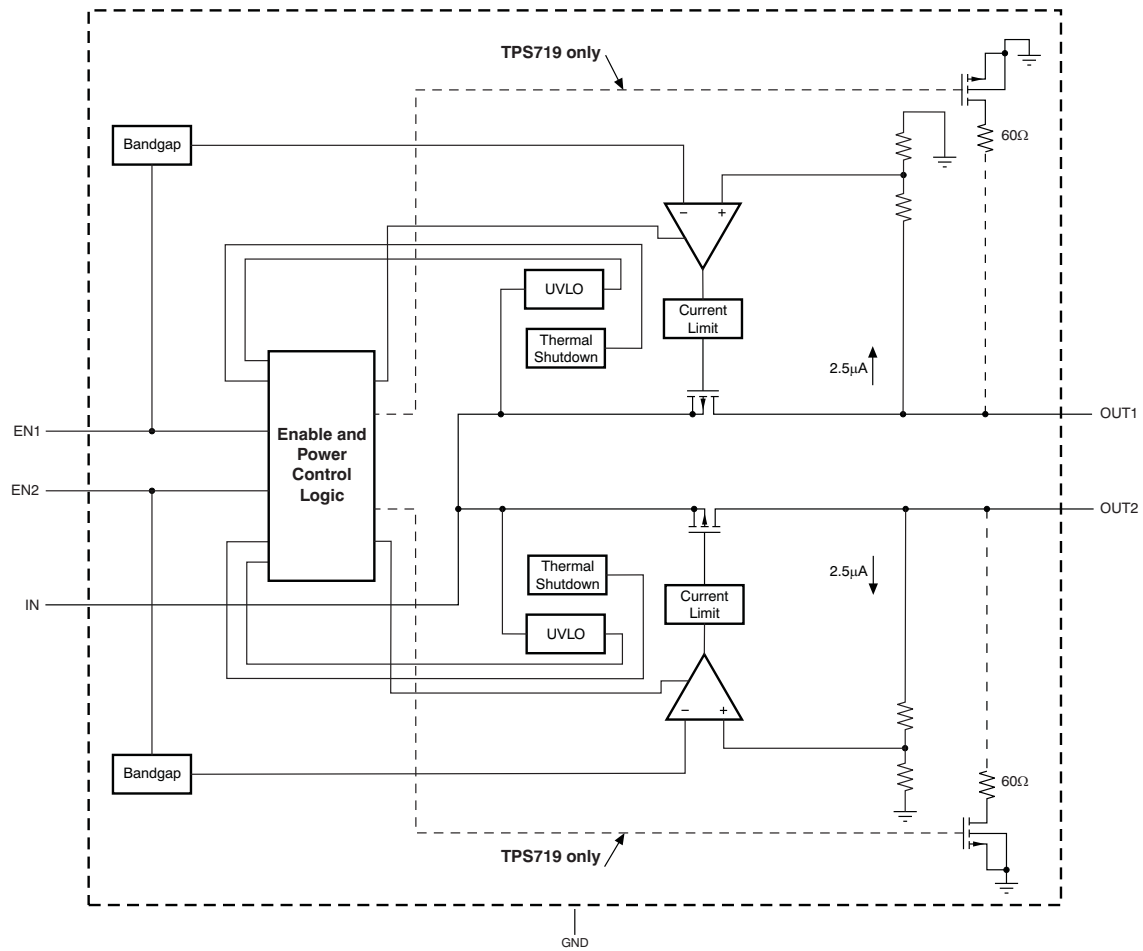 TPS719 only
Bandgap
60Ω
− +
UVLO
Current
Limit
Thermal
Shutdown
2.5µA
OUT1
EN1
Enable and
Power
Control
Logic
EN2
OUT2
Thermal
Shutdown
2.5µA
Current
Limit
IN
UVLO
− +
Bandgap
60Ω
TPS719 only
GND